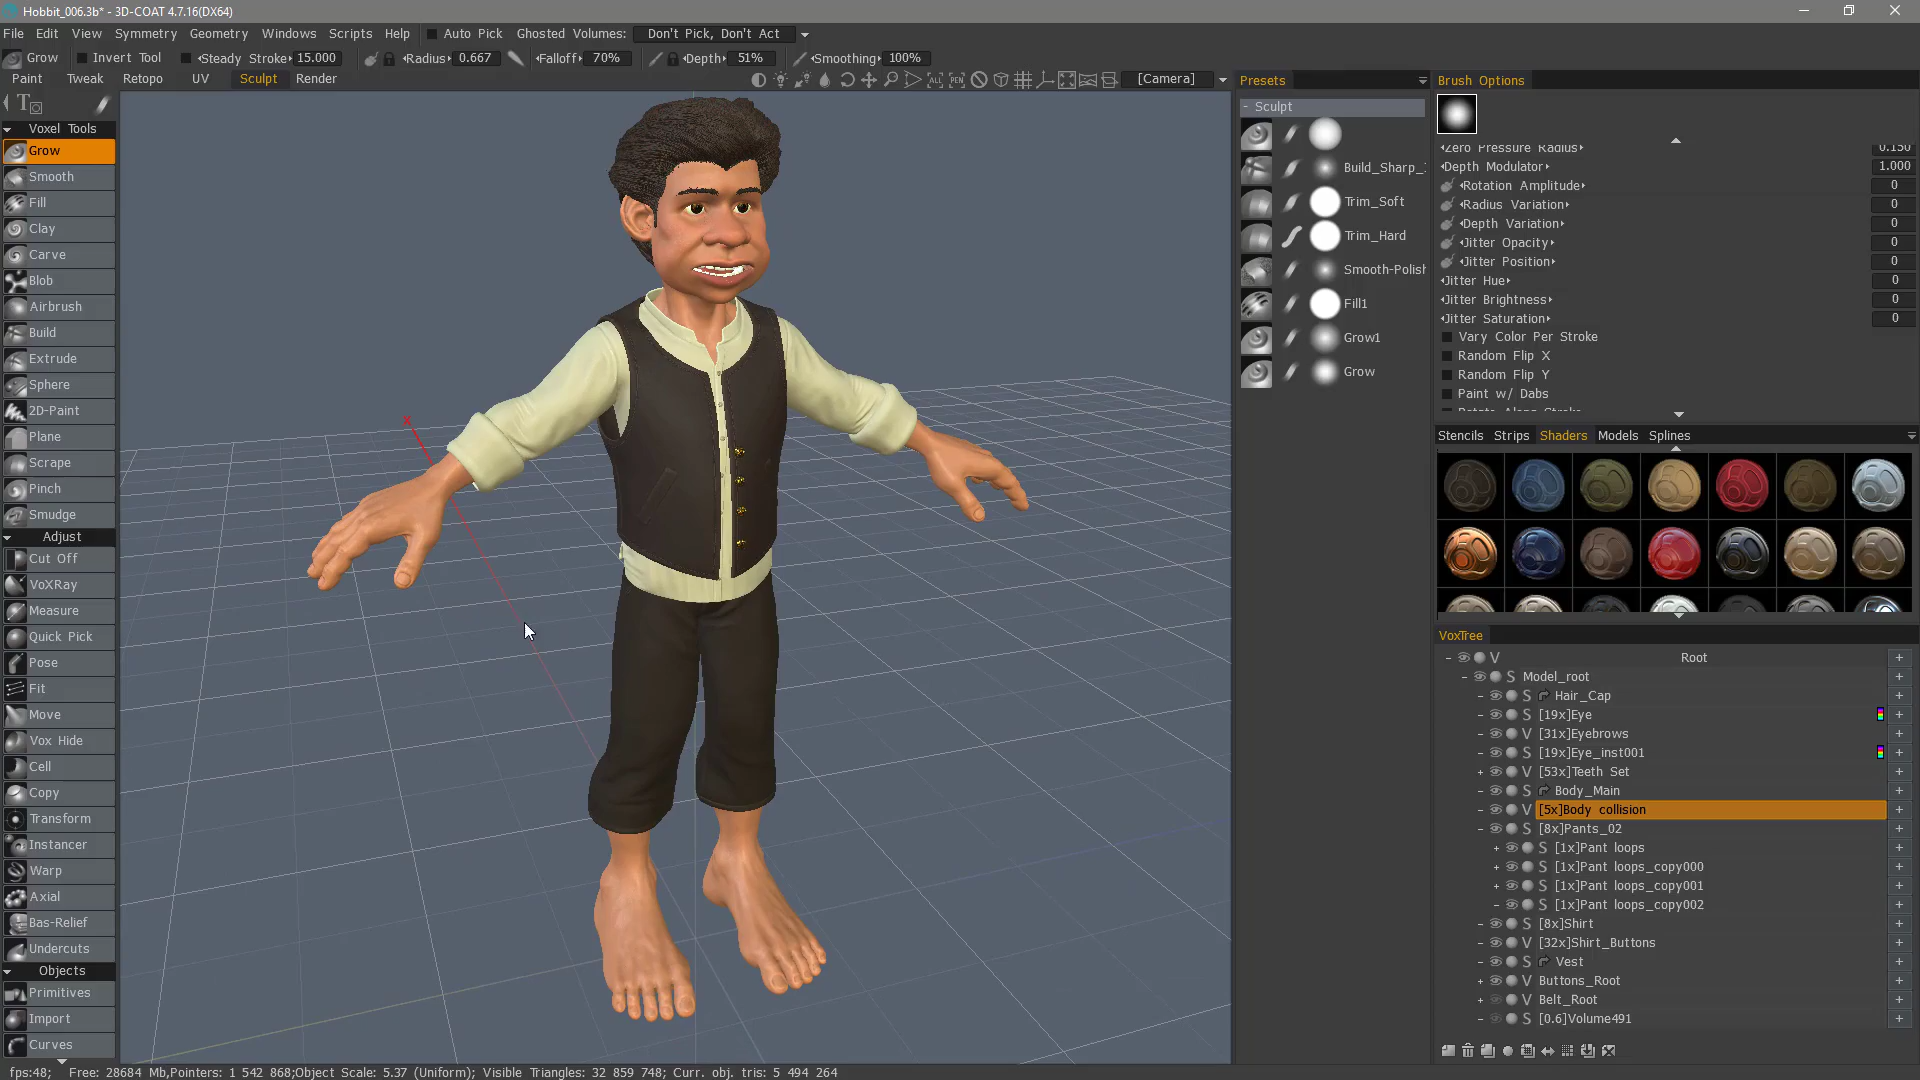 Hobbit_006.3b* - 3D-COAT 4.7.16(DX64)
File Edit View Symmetry Geometry Windows Scripts Help Auto Pick Ghosted Volumes: Don't Pick, Don't Act
Grow Invert Tool Steady Stroke 15.000 Radius 0.667 Falloff 70% Depth 51% Smoothing 100%
Paint Tweak Retopo UV Sculpt Render [Camera]
Voxel Tools
Grow
Smooth
Fill
Clay
Carve
Blob
Airbrush
Build
Extrude
Sphere
2D-Paint
Plane
Scrape
Pinch
Smudge
Adjust
Cut Off
VoXRay
Measure
Quick Pick
Pose
Fit
Move
Vox Hide
Cell
Copy
Transform
Instancer
Warp
Axial
Bas-Relief
Undercuts
Objects
Primitives
Import
Curves
X
Presets
- Sculpt
Build_Sharp_
Trim_Soft
Trim_Hard
Smooth-Polish
Fill1
Grow1
Grow
Brush Options
Zero Pressure Radius 0.150
Depth Modulator 1.000
Rotation Amplitude 0
Radius Variation 0
Depth Variation 0
Jitter Opacity 0
Jitter Position 0
Jitter Hue 0
Jitter Brightness 0
Jitter Saturation 0
Vary Color Per Stroke
Random Flip X
Random Flip Y
Paint w/ Dabs
Stencils Strips Shaders Models Splines
VoxTree
- V Root +
- S Model_root +
- S Hair_Cap +
- S [19x]Eye +
- V [31x]Eyebrows +
- S [19x]Eye_inst001 +
+ V [53x]Teeth Set +
- S Body_Main +
- V [5x]Body collision +
- S [8x]Pants_02 +
+ S [1x]Pant loops +
+ S [1x]Pant loops_copy000 +
+ S [1x]Pant loops_copy001 +
- S [1x]Pant loops_copy002 +
- S [8x]Shirt +
- V [32x]Shirt_Buttons +
- S Vest +
+ V Buttons_Root +
+ V Belt_Root +
- S [0.6]Volume491 +
fps:48; Free: 28684 Mb,Pointers: 1 542 868;Object Scale: 5.37 (Uniform); Visible Triangles: 32 859 748; Curr. obj. tris: 5 494 264